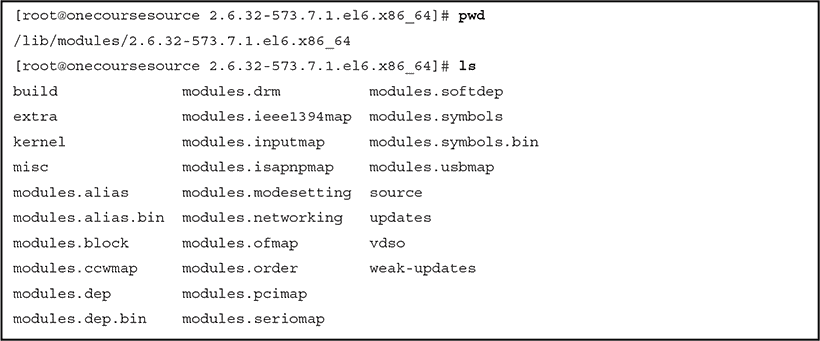 [root@onecoursesource 2.6.32-573.7.1.el6.x86_64]# pwd
/lib/modules/2.6.32-573.7.1.el6.x86_64
[root@onecoursesource 2.6.32-573.7.1.el6.x86_64]# ls
build modules.drm modules.softdep
extra modules.ieee1394map modules.symbols
kernel modules.inputmap modules.symbols.bin
misc modules.isapnpmap modules.usbmap
modules.alias modules.modesetting source
modules.alias.bin modules.networking updates
modules.block modules.ofmap vdso
modules.ccwmap modules.order weak-updates
modules.dep modules.pcimap
modules.dep.bin modules.seriomap